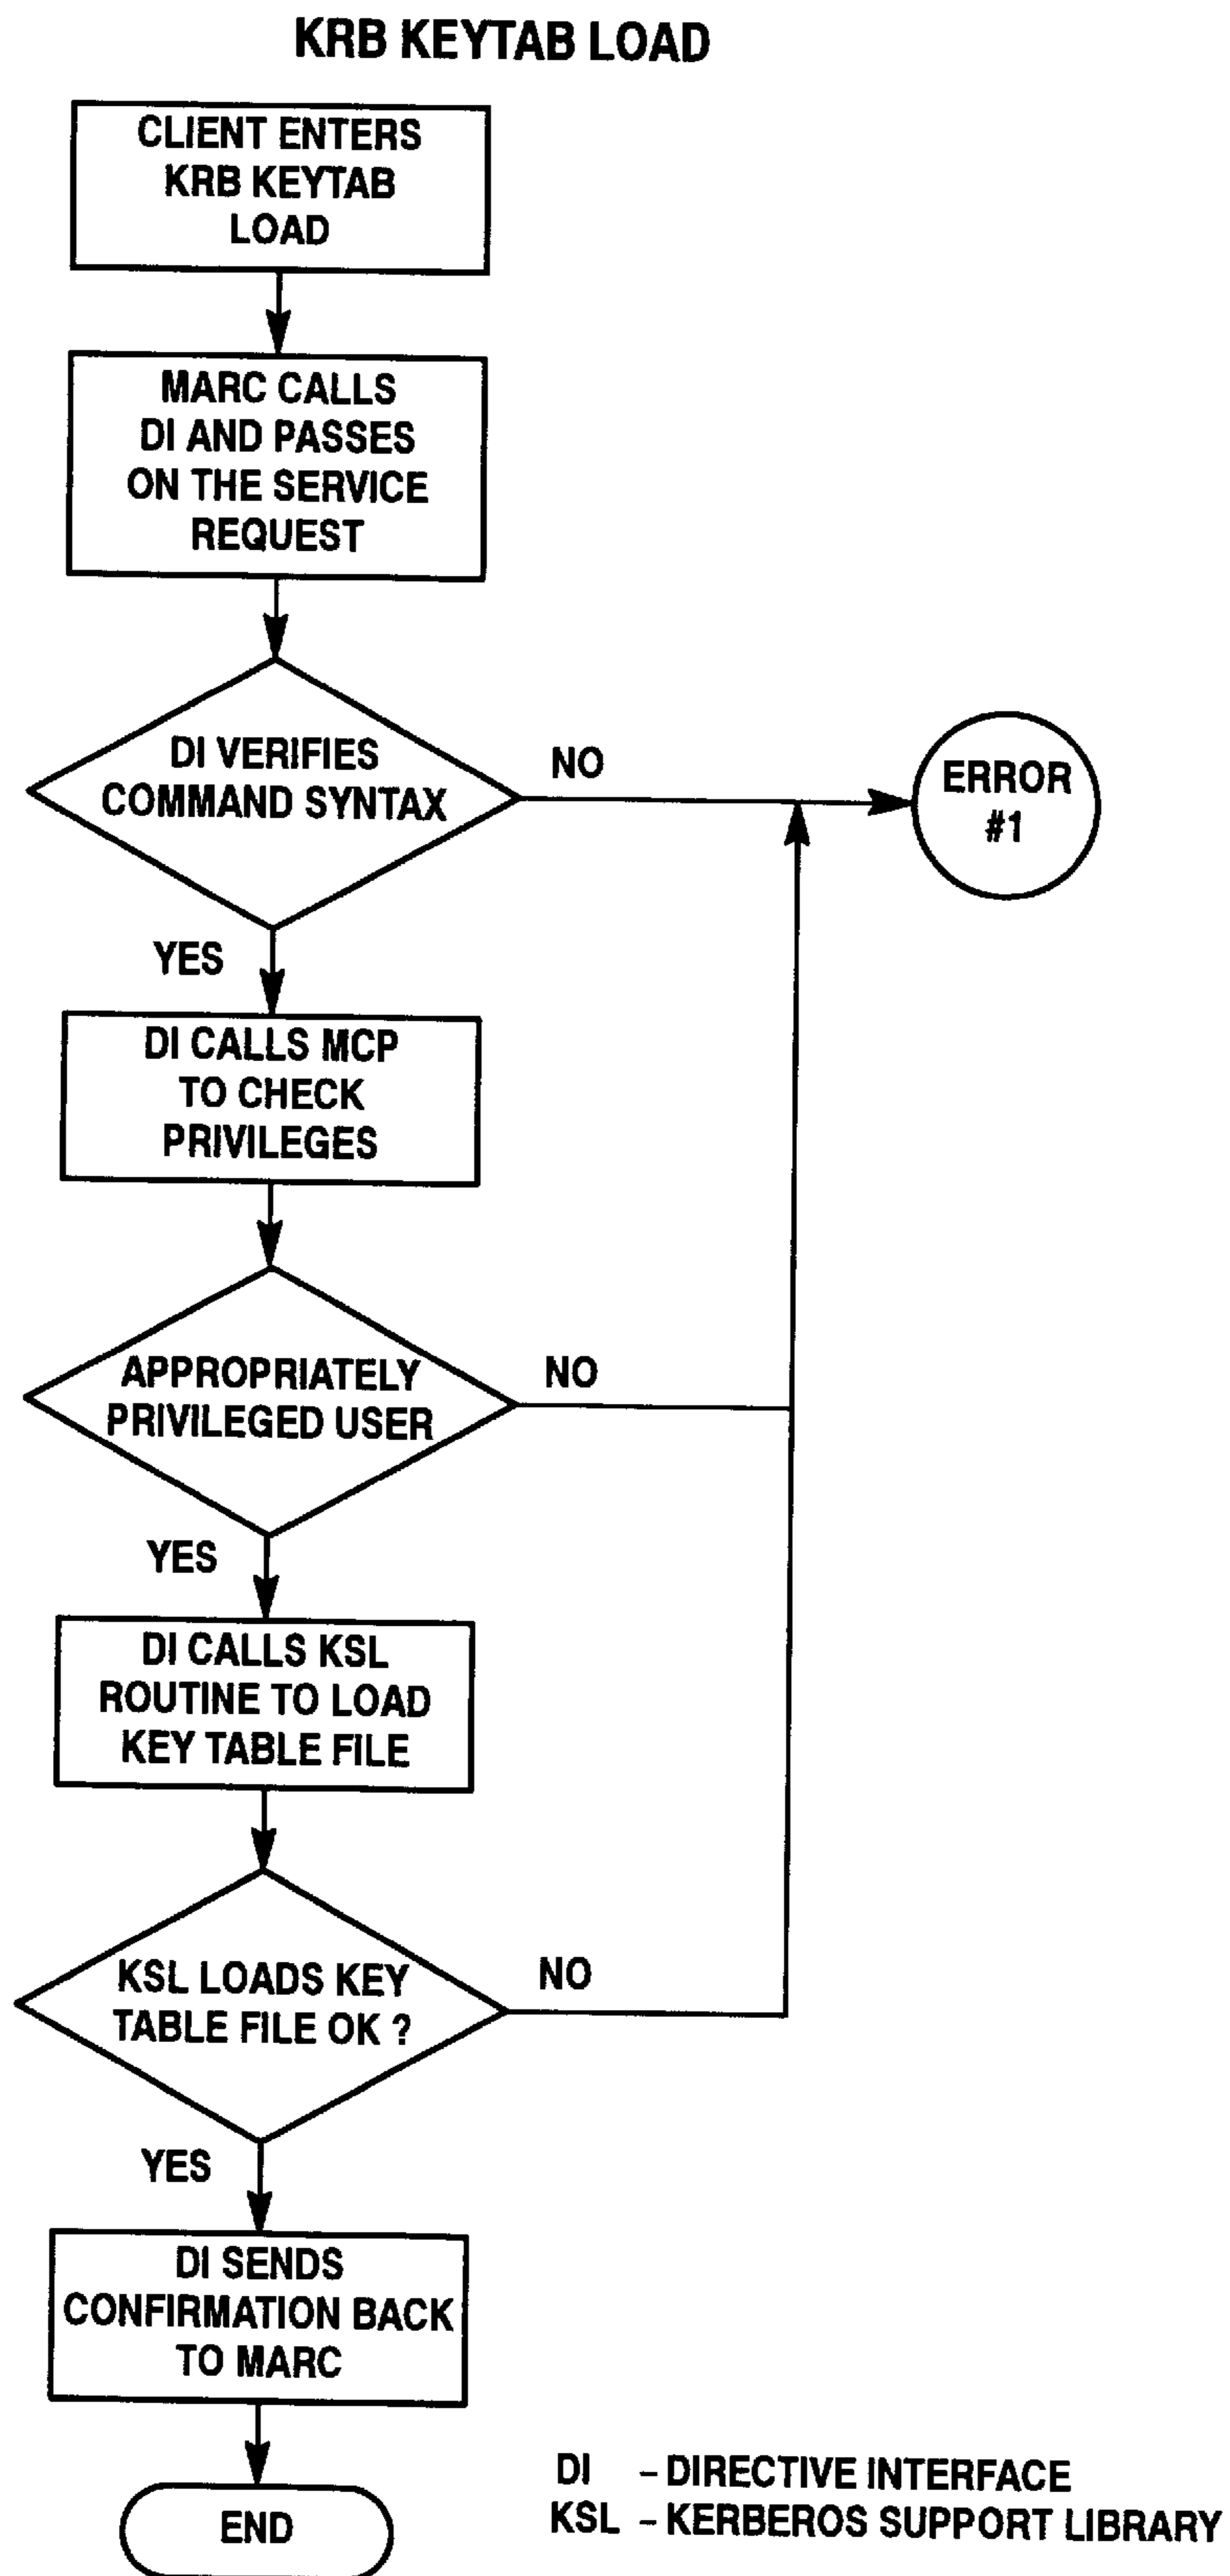 KRB KEYTAB LOAD
CLIENT ENTERS
KRB KEYTAB
LOAD
MARC CALLS
DI AND PASSES
ON THE SERVICE
REQUEST
DI VERIFIES
COMMAND SYNTAX
NO
ERROR
#1
YES
DI CALLS MCP
TO CHECK
PRIVILEGES
APPROPRIATELY
PRIVILEGED USER
NO
YES
DI CALLS KSL
ROUTINE TO LOAD
KEY TABLE FILE
KSL LOADS KEY
TABLE FILE OK ?
NO
YES
DI SENDS
CONFIRMATION BACK
TO MARC
END
DI – DIRECTIVE INTERFACE
KSL – KERBEROS SUPPORT LIBRARY